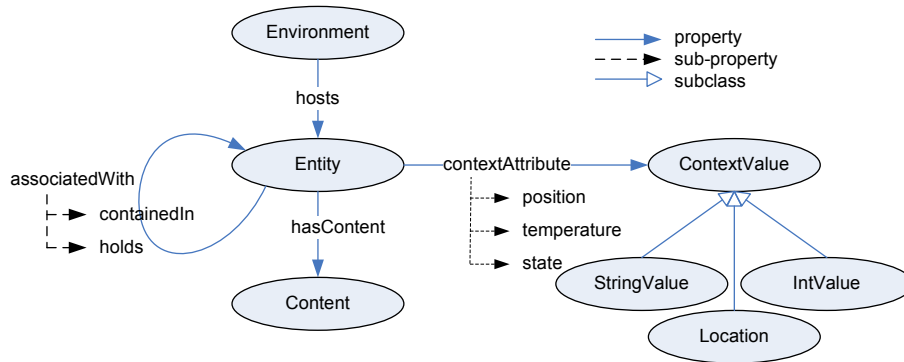 Environment
property
sub-property
subclass
hosts
Entity
contextAttribute
ContextValue
associatedWith
containedIn
holds
hasContent
position
temperature
state
Content
StringValue
IntValue
Location